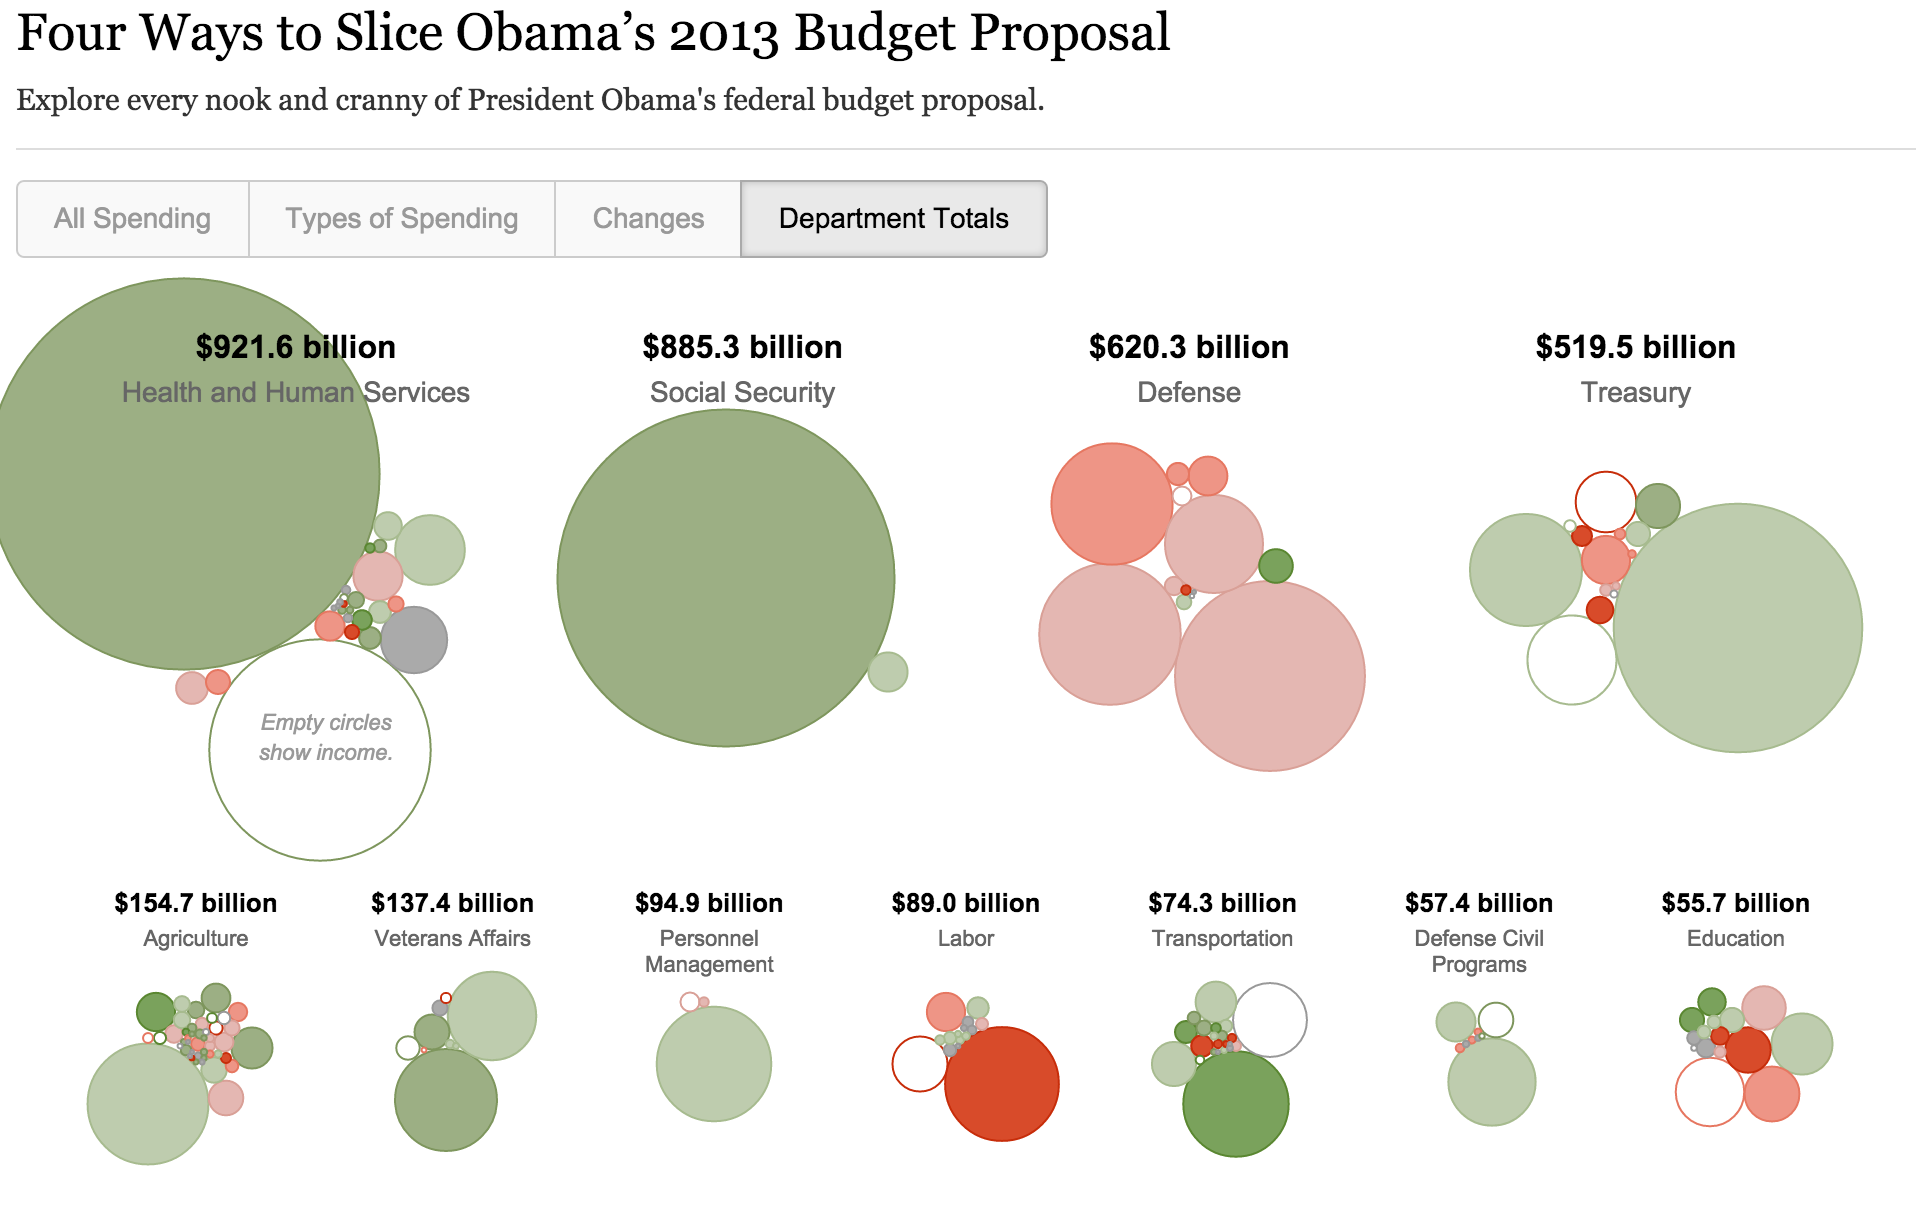 Four Ways to Slice Obama’s 2013 Budget Proposal
Explore every nook and cranny of President Obama's federal budget proposal.
All Spending
Types of Spending
Changes
Department Totals
$921.6 billion
Health and Human Services
$885.3 billion
Social Security
$620.3 billion
Defense
$519.5 billion
Treasury
Empty circles
show income.
$154.7 billion
Agriculture
$137.4 billion
Veterans Affairs
$94.9 billion
Personnel
Management
$89.0 billion
Labor
$74.3 billion
Transportation
$57.4 billion
Defense Civil
Programs
$55.7 billion
Education